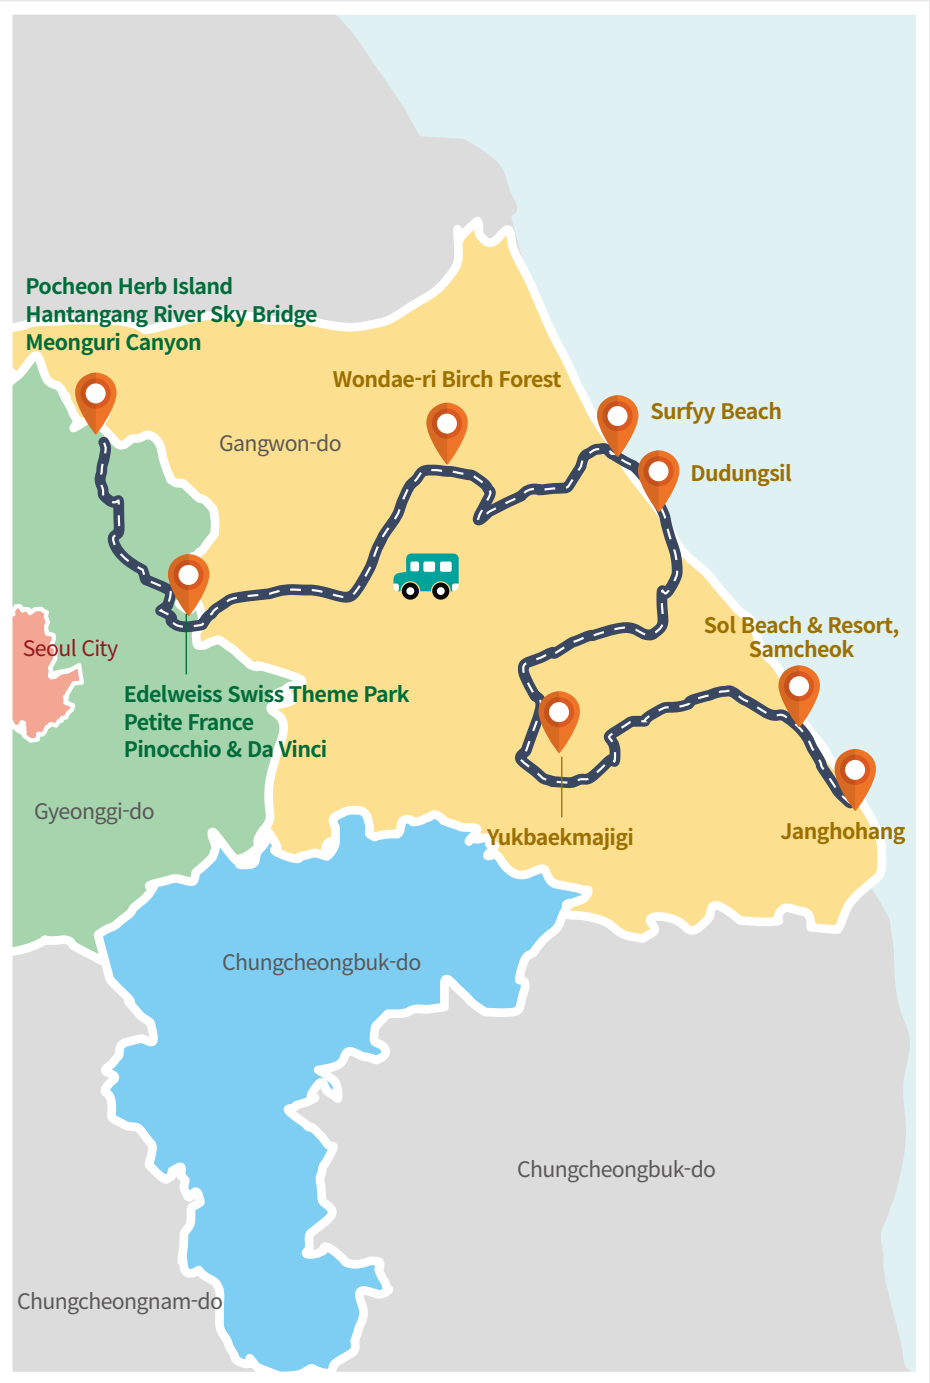 Pocheon Herb Island
Hantangang River Sky Bridge
Meonguri Canyon
Wondae-ri Birch Forest
Surfyy Beach
Gangwon-do
Dudungsil
Sol Beach & Resort,
Samcheok
Seoul City
Edelweiss Swiss Theme Park
Petite France
Pinocchio & Da Vinci
Gyeonggi-do
Yukbaekmajigi
Janghohang
Chungcheongbuk-do
Chungcheongbuk-do
Chungcheongnam-do